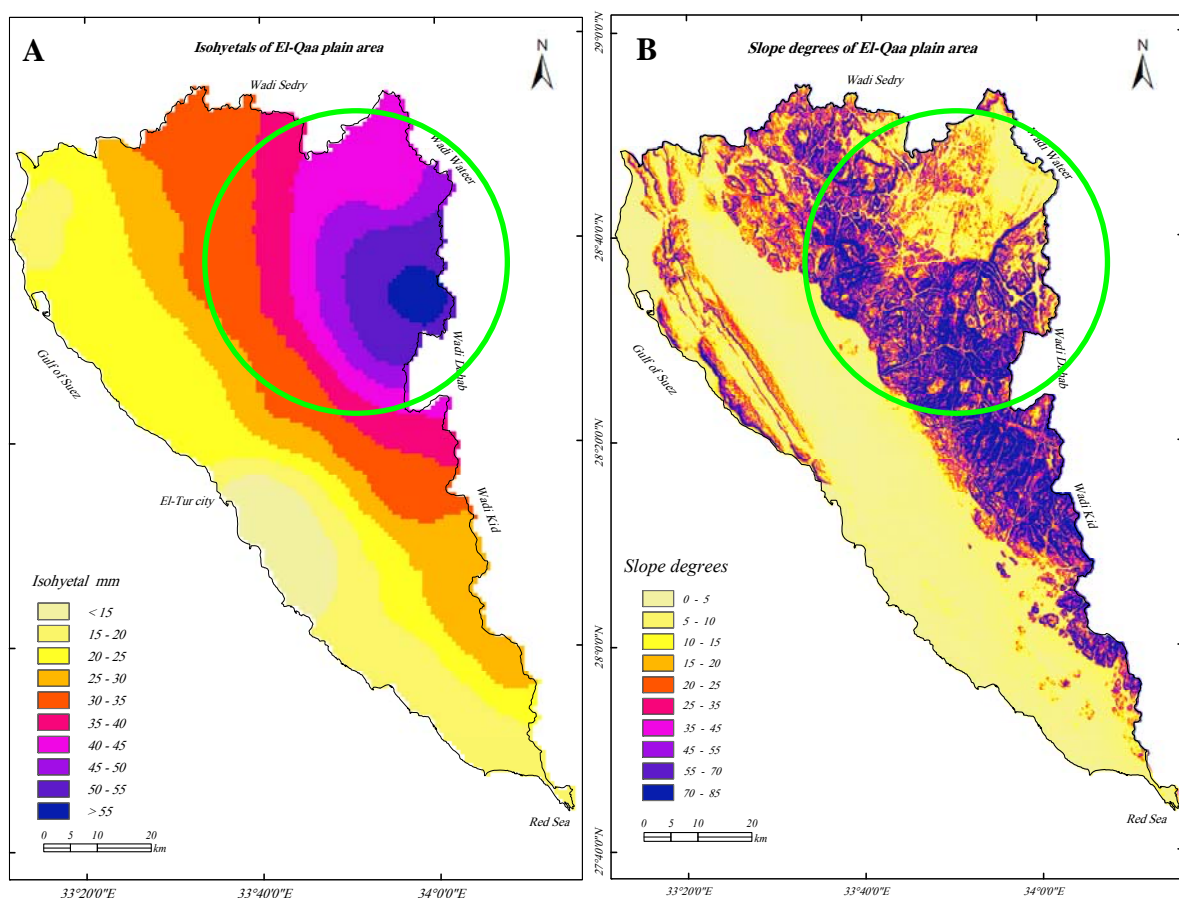 A
Isohyetals of El-Qaa plain area
N
Wadi Sedry
Wadi Wateer
Wadi Dahab
Gulf of Suez
El-Tur city
Wadi Kid
Red Sea
Isohyetal mm
< 15
15 - 20
20 - 25
25 - 30
30 - 35
35 - 40
40 - 45
45 - 50
50 - 55
> 55
0 5 10 20
km
33°20'0"E 33°40'0"E 34°0'0"E
B
Slope degrees of El-Qaa plain area
N
Wadi Sedry
Wadi Wateer
Wadi Dahab
Gulf of Suez
Wadi Kid
Red Sea
Slope degrees
0 - 5
5 - 10
10 - 15
15 - 20
20 - 25
25 - 35
35 - 45
45 - 55
55 - 70
70 - 85
0 5 10 20
km
29°0'0"N
28°40'0"N
28°20'0"N
28°0'0"N
27°40'0"N
33°20'0"E 33°40'0"E 34°0'0"E